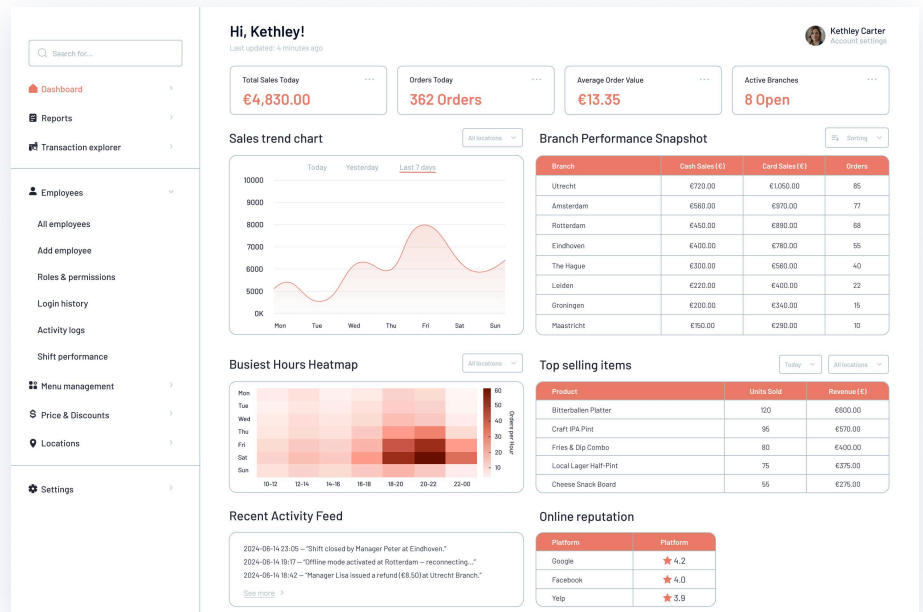 Search for...
Dashboard
Reports
Transaction explorer
Employees
All employees
Add employee
Roles & permissions
Login history
Activity logs
Shift performance
Menu management
Price & Discounts
Locations
Settings
Hi, Kethley!
Last updated: 4 minutes ago
Kethley Carter
Account settings
Total Sales Today ...
€4,830.00
Orders Today ...
362 Orders
Average Order Value ...
€13.35
Active Branches ...
8 Open
Sales trend chart
All locations
Today Yesterday Last 7 days
10000
9000
8000
7000
6000
5000
0K
Mon Tue Wed Thu Fri Sat Sun
Branch Performance Snapshot
Sorting
Branch Cash Sales (€) Card Sales (€) Orders
Utrecht €720.00 €1,050.00 85
Amsterdam €560.00 €970.00 77
Rotterdam €450.00 €890.00 68
Eindhoven €400.00 €780.00 55
The Hague €300.00 €560.00 40
Leiden €220.00 €400.00 22
Groningen €200.00 €340.00 15
Maastricht €150.00 €290.00 10
Busiest Hours Heatmap
All locations
Mon
Tue
Wed
Thu
Fri
Sat
Sun
10-12 12-14 14-16 16-18 18-20 20-22 22-00
60
50
40
30
20
10
Orders per Hour
Top selling items
Today
All locations
Product Units Sold Revenue (€)
Bitterballen Platter 120 €600.00
Craft IPA Pint 95 €570.00
Fries & Dip Combo 80 €400.00
Local Lager Half-Pint 75 €375.00
Cheese Snack Board 55 €275.00
Recent Activity Feed
2024-06-14 23:05 – "Shift closed by Manager Peter at Eindhoven."
2024-06-14 19:17 – "Offline mode activated at Rotterdam – reconnecting..."
2024-06-14 18:42 – "Manager Lisa issued a refund (€8.50) at Utrecht Branch."
See more
Online reputation
Platform Platform
Google 4.2
Facebook 4.0
Yelp 3.9